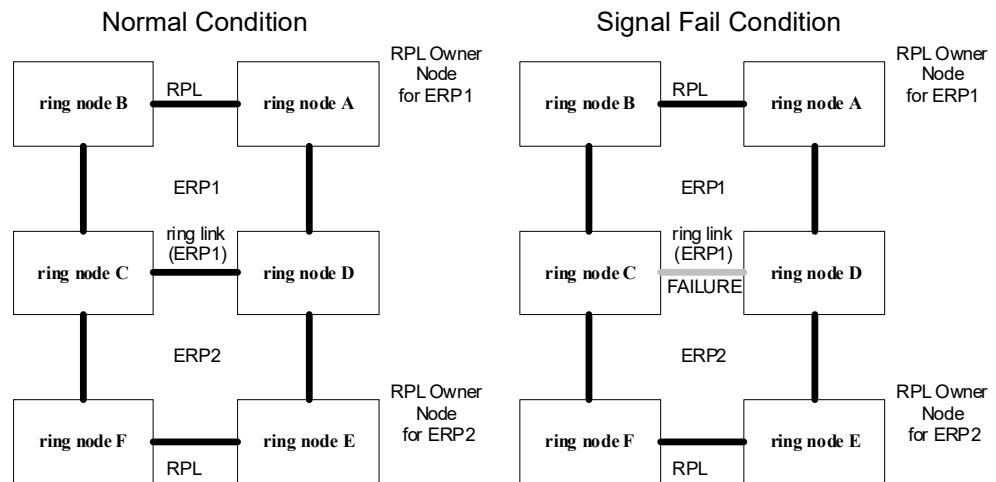 Normal Condition
RPL Owner
Node
for ERP1
ring node B
RPL
ring node A
ERP1
ring link
(ERP1)
ring node C
ring node D
ERP2
RPL Owner
Node
for ERP2
ring node F
RPL
ring node E
Signal Fail Condition
RPL Owner
Node
for ERP1
ring node B
RPL
ring node A
ERP1
ring link
(ERP1)
ring node C
FAILURE
ring node D
ERP2
RPL Owner
Node
for ERP2
ring node F
RPL
ring node E